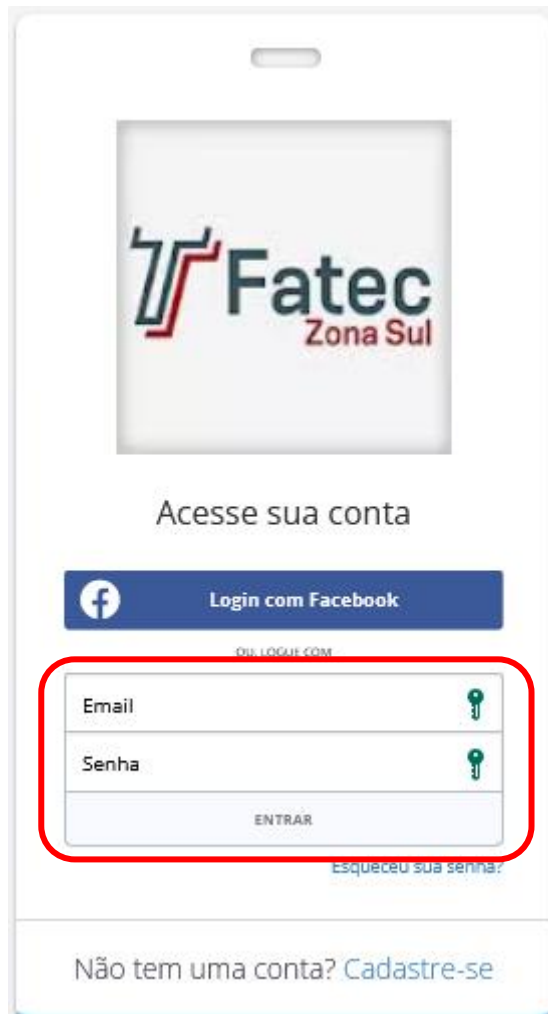 Fatec
Zona Sul
Acesse sua conta
Login com Facebook
OU, LOGUE COM
Email
Senha
ENTRAR
Esqueceu sua senha?
Não tem uma conta? Cadastre-se